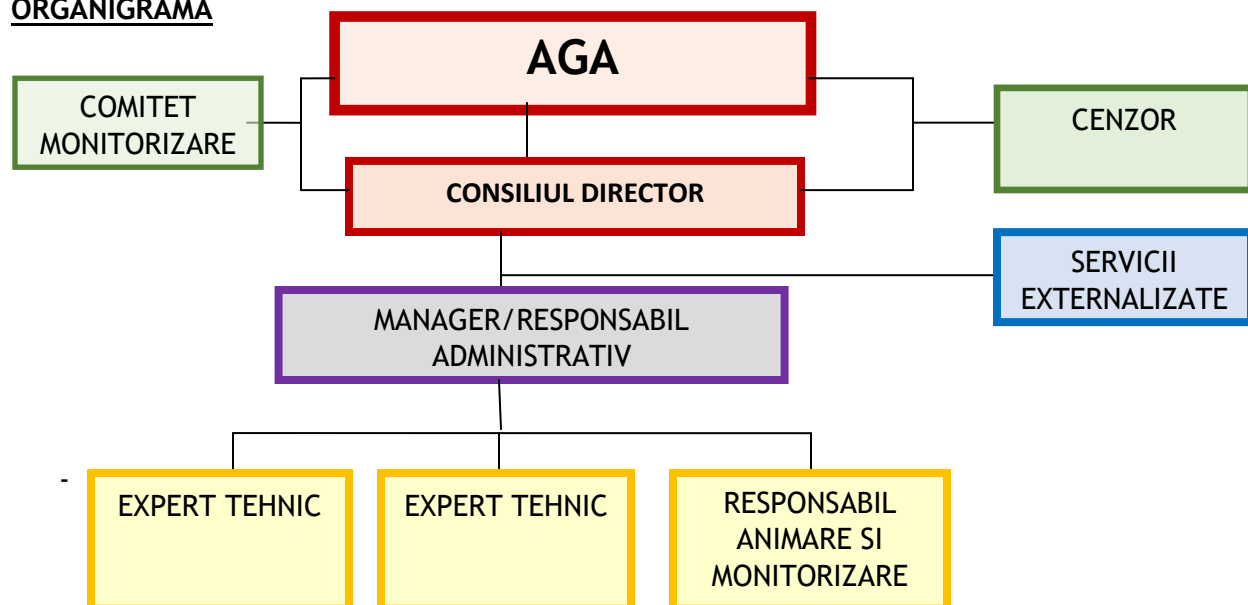 ORGANIGRAMA
AGA
COMITET
MONITORIZARE
CENZOR
CONSILIUL DIRECTOR
SERVICII
EXTERNALIZATE
MANAGER/RESPONSABIL
ADMINISTRATIV
-
EXPERT TEHNIC
EXPERT TEHNIC
RESPONSABIL
ANIMARE SI
MONITORIZARE